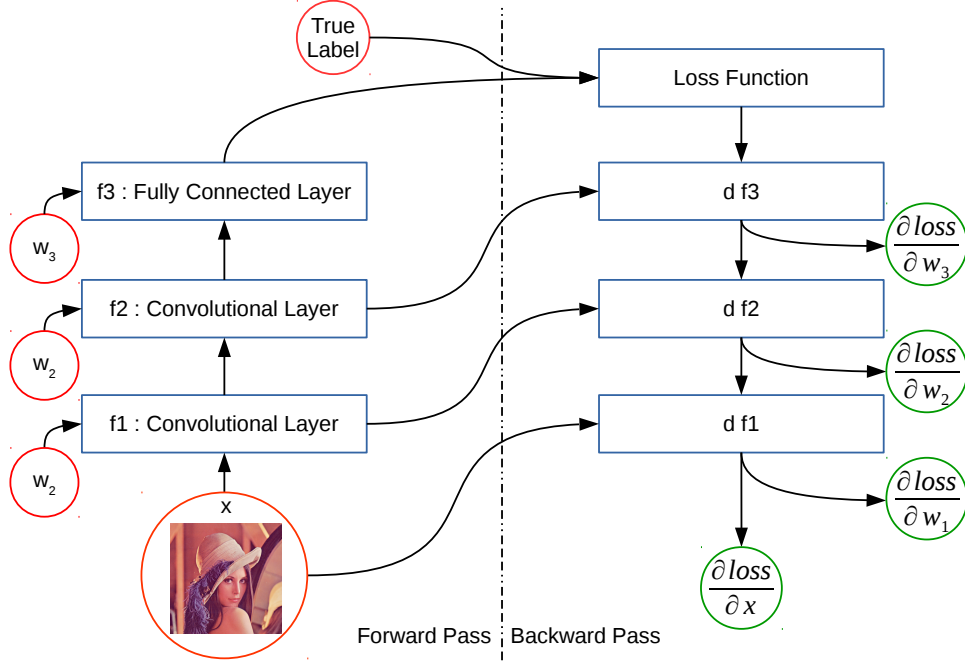 True
Label
Loss Function
f3 : Fully Connected Layer
d f3
w₃
∂ loss
∂ w₃
f2 : Convolutional Layer
d f2
w₂
∂ loss
∂ w₂
f1 : Convolutional Layer
d f1
w₂
∂ loss
∂ w₁
x
∂ loss
∂ x
Forward Pass
Backward Pass